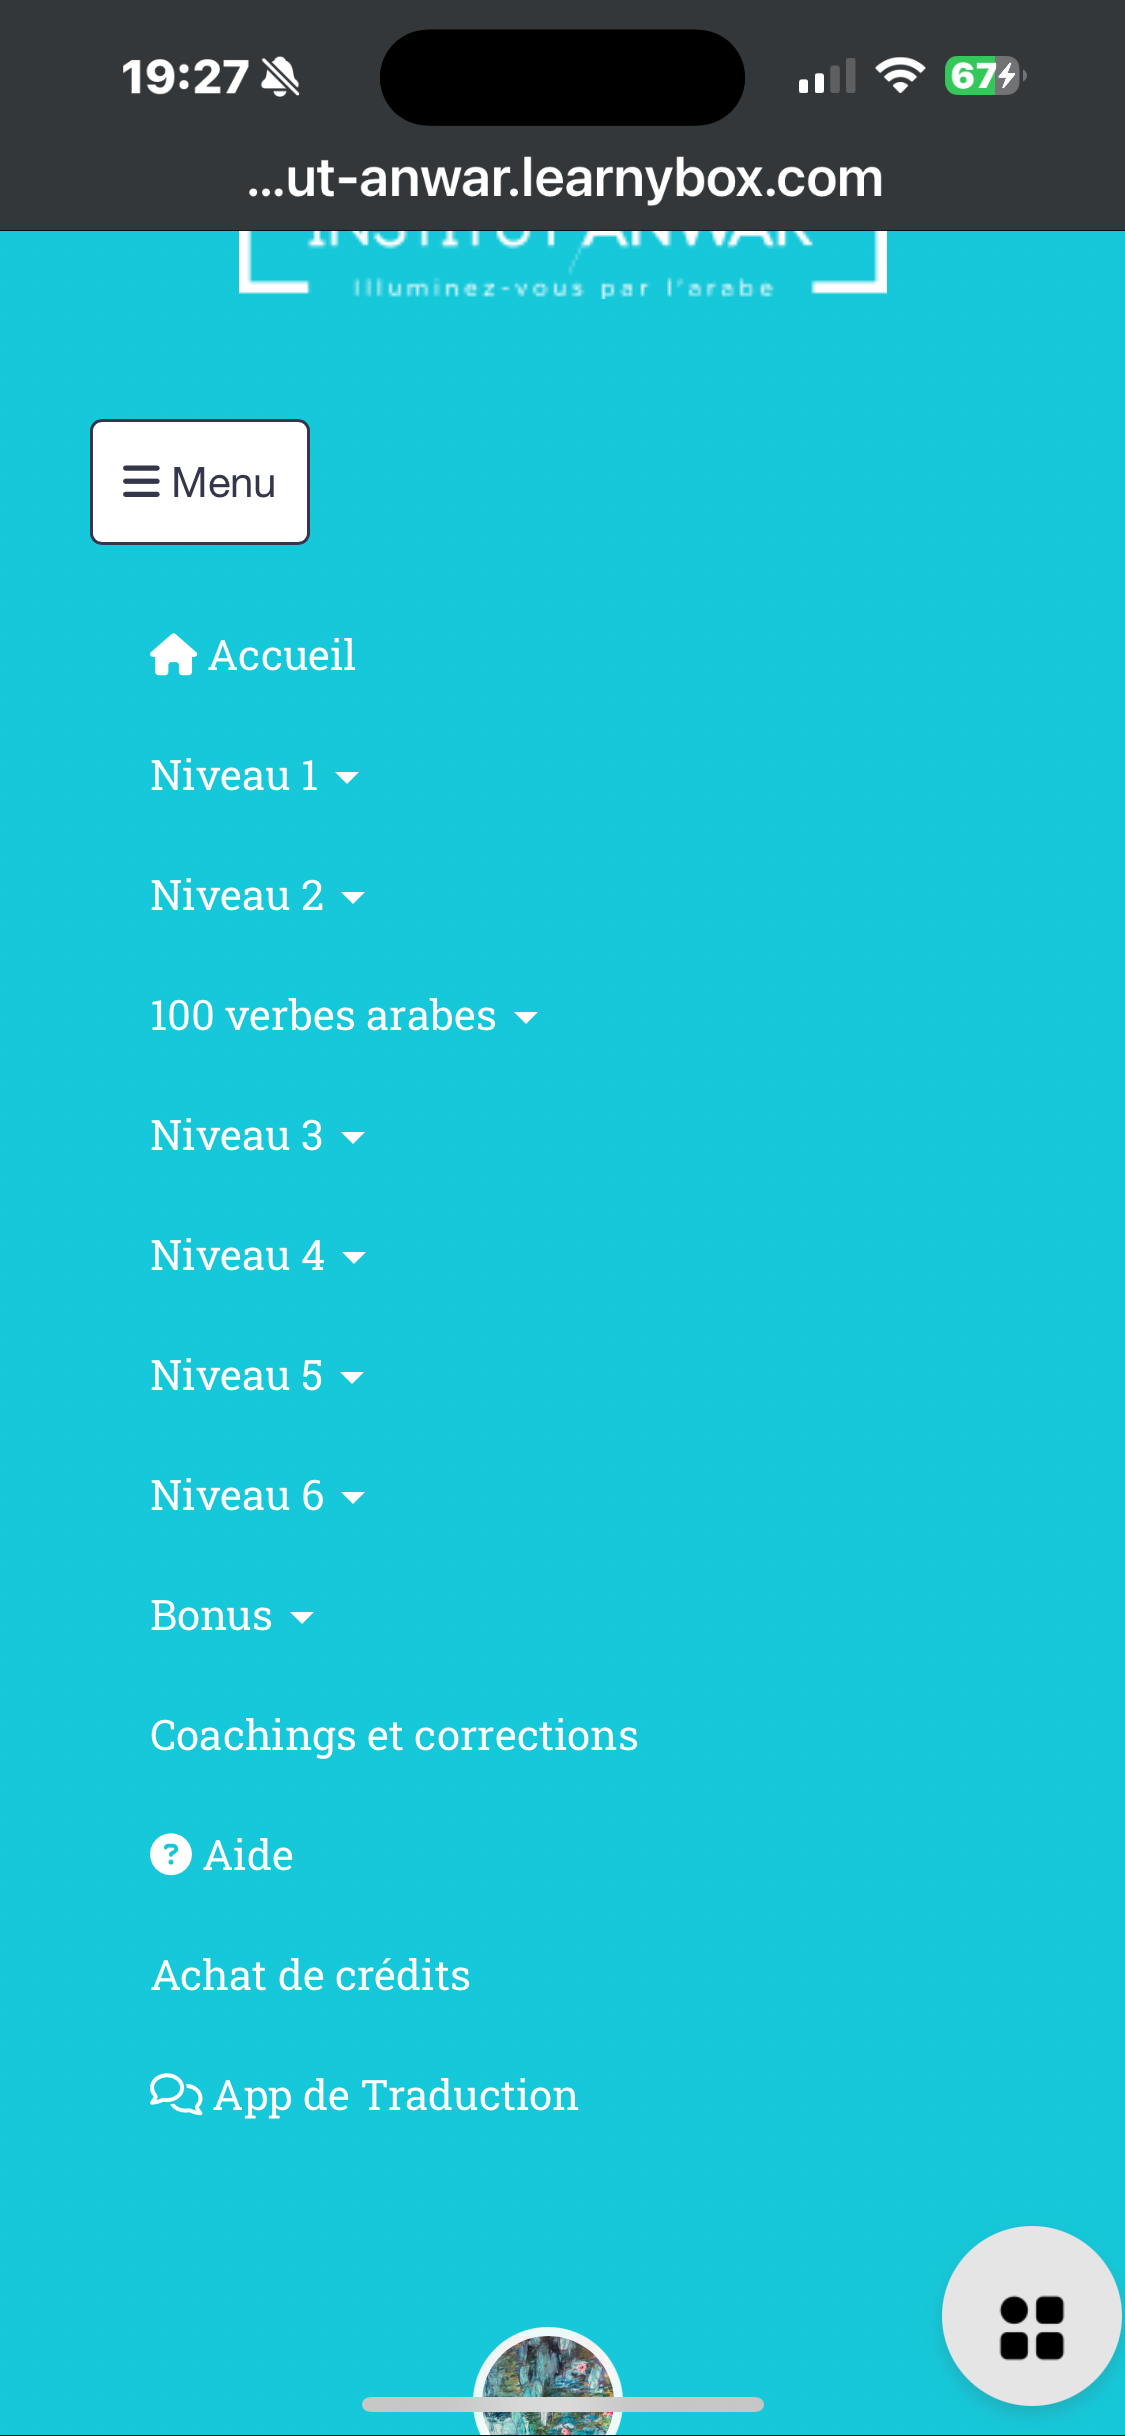 19:27
67
...ut-anwar.learnybox.com
INSTITUT ANWAR
Illuminez-vous par l'arabe
Menu
Accueil
Niveau 1
Niveau 2
100 verbes arabes
Niveau 3
Niveau 4
Niveau 5
Niveau 6
Bonus
Coachings et corrections
? Aide
Achat de crédits
App de Traduction